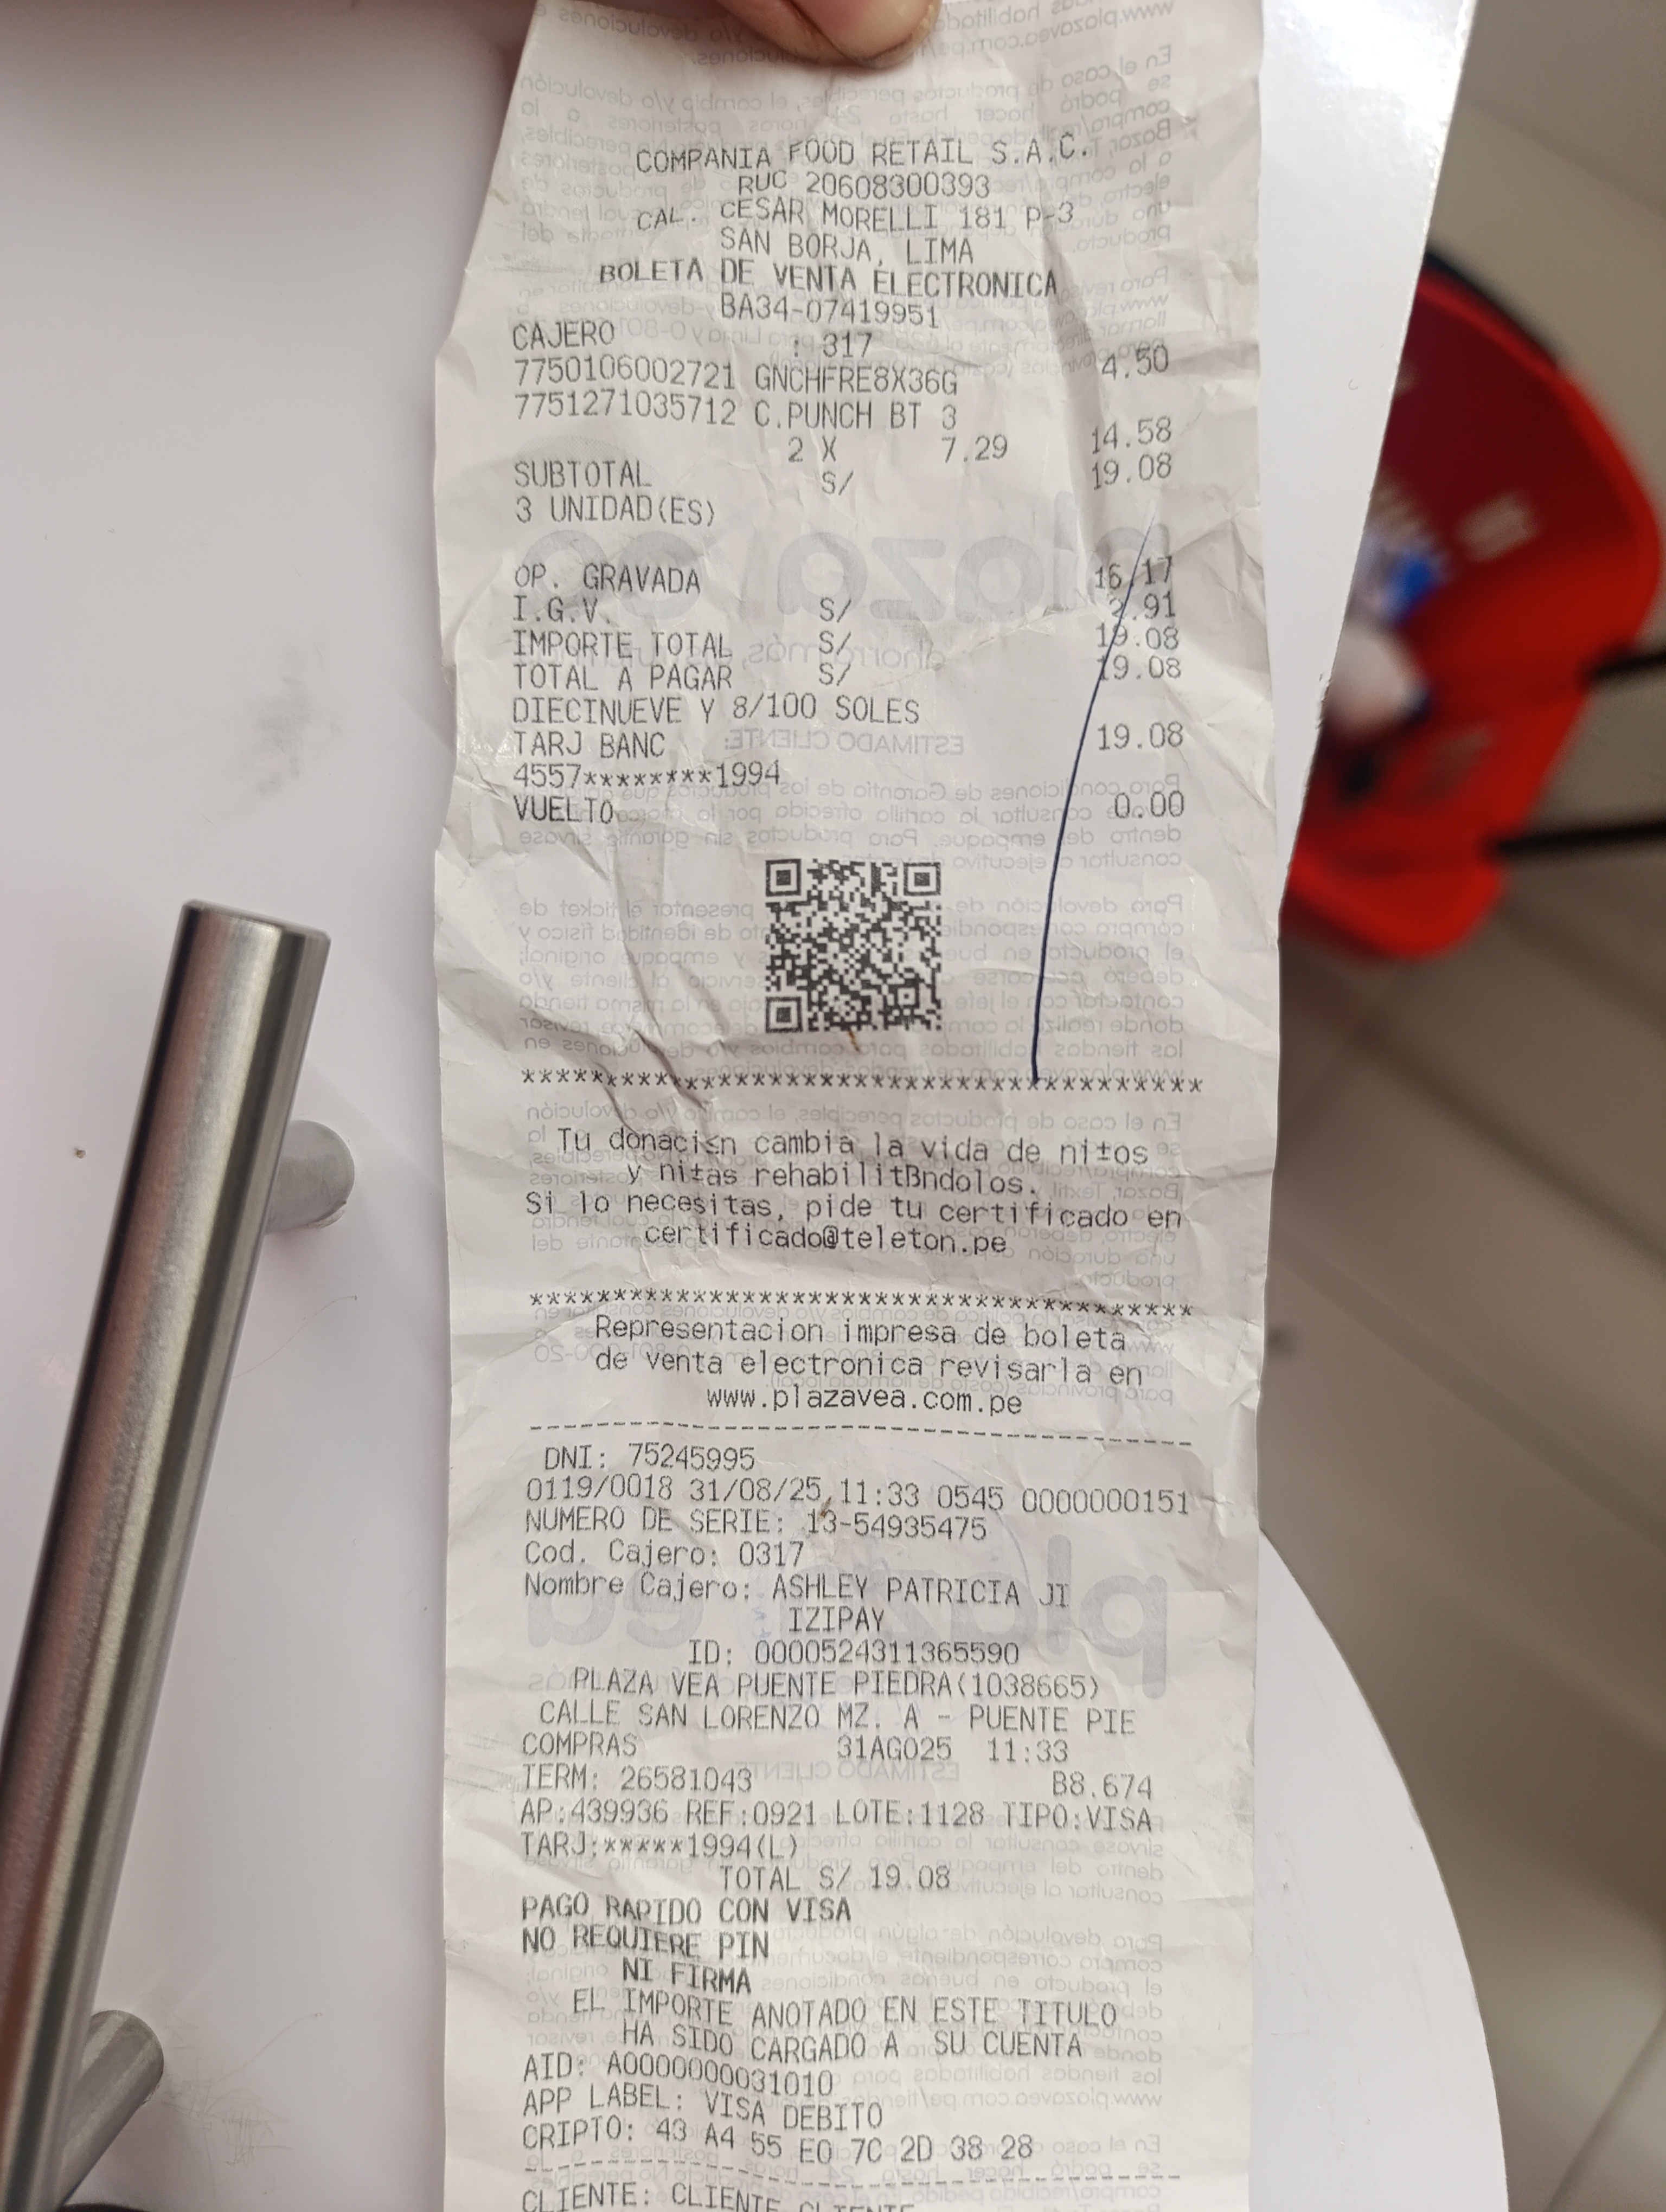 COMPANIA FOOD RETAIL S.A.C.
RUC 20608300393
CAL. CESAR MORELLI 181 P-3
SAN BORJA, LIMA
BOLETA DE VENTA ELECTRONICA
BA34-07419951
CAJERO : 317
7750106002721 GNCHFRE8X36G 4.50
7751271035712 C.PUNCH BT 3
2 X 7.29 14.58
SUBTOTAL S/ 19.08
3 UNIDAD(ES)
OP. GRAVADA 16.17
I.G.V. S/ 2.91
IMPORTE TOTAL S/ 19.08
TOTAL A PAGAR S/ 19.08
DIECINUEVE Y 8/100 SOLES
TARJ BANC 19.08
4557********1994
VUELTO 0.00
*****************************************
Tu donaci<n cambia la vida de ni±os
y ni±as rehabilitBndolos.
Si lo necesitas, pide tu certificado en
certificado@teleton.pe
*****************************************
Representacion impresa de boleta
de venta electronica revisarla en
www.plazavea.com.pe
DNI: 75245995
0119/0018 31/08/25 11:33 0545 0000000151
NUMERO DE SERIE: 13-54935475
Cod. Cajero: 0317
Nombre Cajero: ASHLEY PATRICIA JI
IZIPAY
ID: 0000524311365590
PLAZA VEA PUENTE PIEDRA(1038665)
CALLE SAN LORENZO MZ. A - PUENTE PIE
COMPRAS 31AGO25 11:33
TERM: 26581043 B8.674
AP:439936 REF:0921 LOTE:1128 TIPO:VISA
TARJ:*****1994(L)
TOTAL S/ 19.08
PAGO RAPIDO CON VISA
NO REQUIERE PIN
NI FIRMA
EL IMPORTE ANOTADO EN ESTE TITULO
HA SIDO CARGADO A SU CUENTA
AID: A0000000031010
APP LABEL: VISA DEBITO
CRIPTO: 43 A4 55 E0 7C 2D 38 28
CLIENTE: CLIENTE CLIENTE